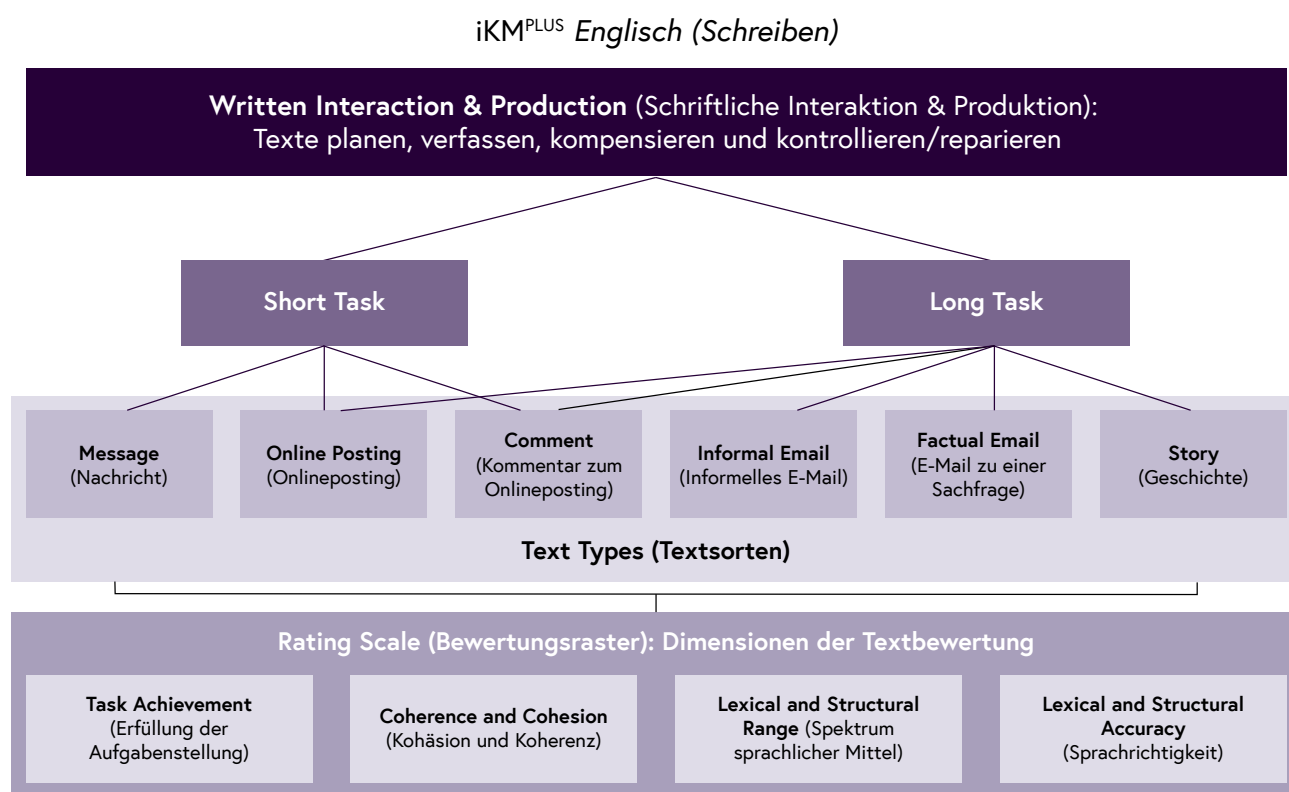 iKMPLUS Englisch (Schreiben)
Written Interaction & Production (Schriftliche Interaktion & Produktion):
Texte planen, verfassen, kompensieren und kontrollieren/reparieren
Short Task
Long Task
Message
(Nachricht)
Online Posting
(Onlineposting)
Comment
(Kommentar zum
Onlineposting)
Informal Email
(Informelles E-Mail)
Factual Email
(E-Mail zu einer
Sachfrage)
Story
(Geschichte)
Text Types (Textsorten)
Rating Scale (Bewertungsraster): Dimensionen der Textbewertung
Task Achievement
(Erfüllung der
Aufgabenstellung)
Coherence and Cohesion
(Kohäsion und Koherenz)
Lexical and Structural
Range (Spektrum
sprachlicher Mittel)
Lexical and Structural
Accuracy
(Sprachrichtigkeit)